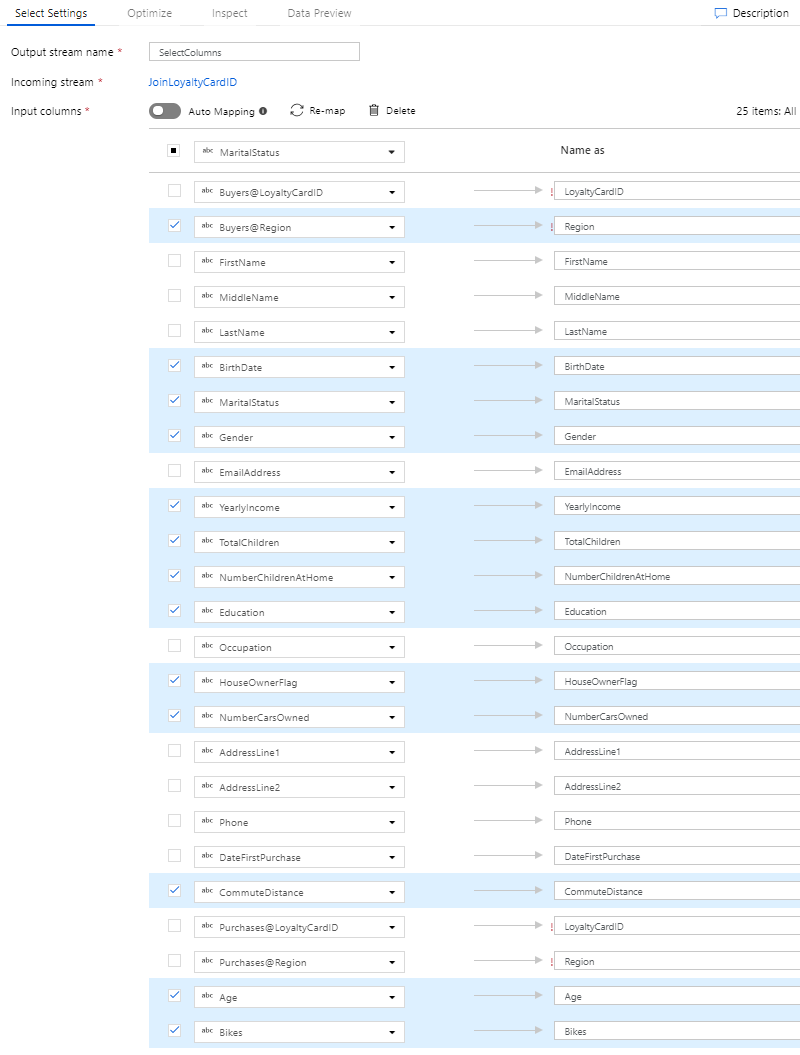 Select Settings Optimize Inspect Data Preview Description
Output stream name * SelectColumns
Incoming stream * JoinLoyaltyCardID
Input columns * Auto Mapping Re-map Delete 25 items: All
abc MaritalStatus Name as
abc Buyers@LoyaltyCardID ! LoyaltyCardID
abc Buyers@Region ! Region
abc FirstName FirstName
abc MiddleName MiddleName
abc LastName LastName
abc BirthDate BirthDate
abc MaritalStatus MaritalStatus
abc Gender Gender
abc EmailAddress EmailAddress
abc YearlyIncome YearlyIncome
abc TotalChildren TotalChildren
abc NumberChildrenAtHome NumberChildrenAtHome
abc Education Education
abc Occupation Occupation
abc HouseOwnerFlag HouseOwnerFlag
abc NumberCarsOwned NumberCarsOwned
abc AddressLine1 AddressLine1
abc AddressLine2 AddressLine2
abc Phone Phone
abc DateFirstPurchase DateFirstPurchase
abc CommuteDistance CommuteDistance
abc Purchases@LoyaltyCardID ! LoyaltyCardID
abc Purchases@Region ! Region
abc Age Age
abc Bikes Bikes